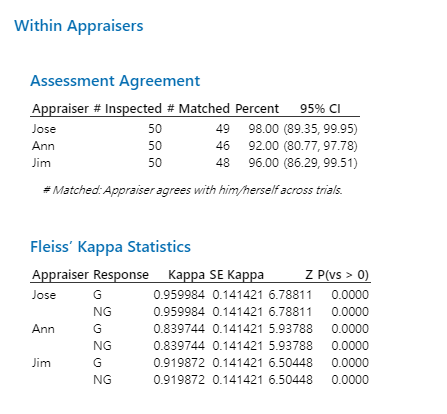 Within Appraisers
Assessment Agreement
Appraiser # Inspected # Matched Percent 95% CI
Jose 50 49 98.00 (89.35, 99.95)
Ann 50 46 92.00 (80.77, 97.78)
Jim 50 48 96.00 (86.29, 99.51)
# Matched: Appraiser agrees with him/herself across trials.
Fleiss’ Kappa Statistics
Appraiser Response Kappa SE Kappa Z P(vs > 0)
Jose G 0.959984 0.141421 6.78811 0.0000
NG 0.959984 0.141421 6.78811 0.0000
Ann G 0.839744 0.141421 5.93788 0.0000
NG 0.839744 0.141421 5.93788 0.0000
Jim G 0.919872 0.141421 6.50448 0.0000
NG 0.919872 0.141421 6.50448 0.0000